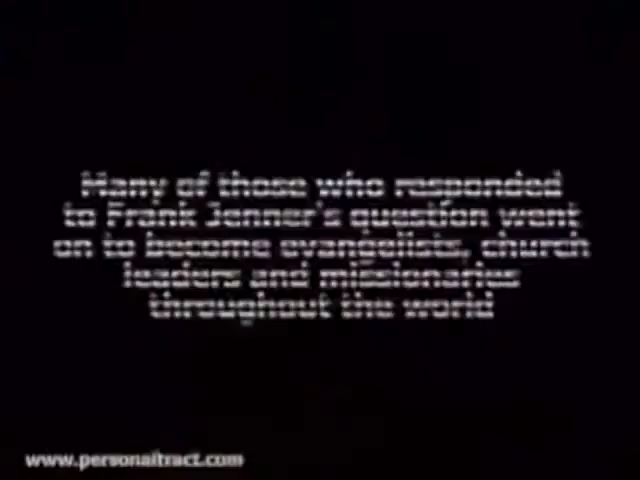 Many of those who responded
to Frank Jenner's question went
on to become evangelists, church
leaders and missionaries
throughout the world
www.personaltract.com